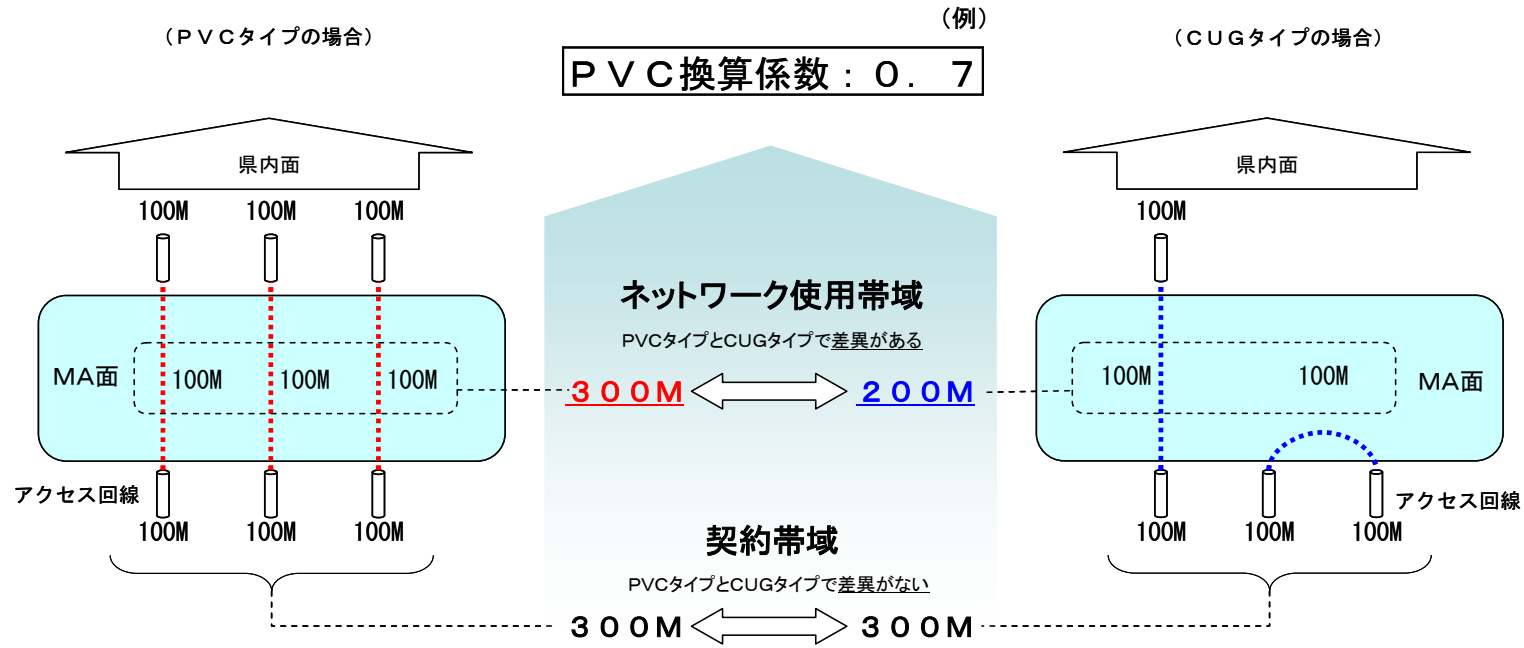 （例）
（ＰＶＣタイプの場合）
（ＣＵＧタイプの場合）
ＰＶＣ換算係数：０．７
県内面
県内面
100M 100M 100M
100M
ネットワーク使用帯域
PVCタイプとCUGタイプで差異がある
MA面 100M 100M 100M
３００Ｍ ２００Ｍ
100M 100M MA面
アクセス回線
アクセス回線
100M 100M 100M
100M 100M 100M
契約帯域
PVCタイプとCUGタイプで差異がない
３００Ｍ ３００Ｍ